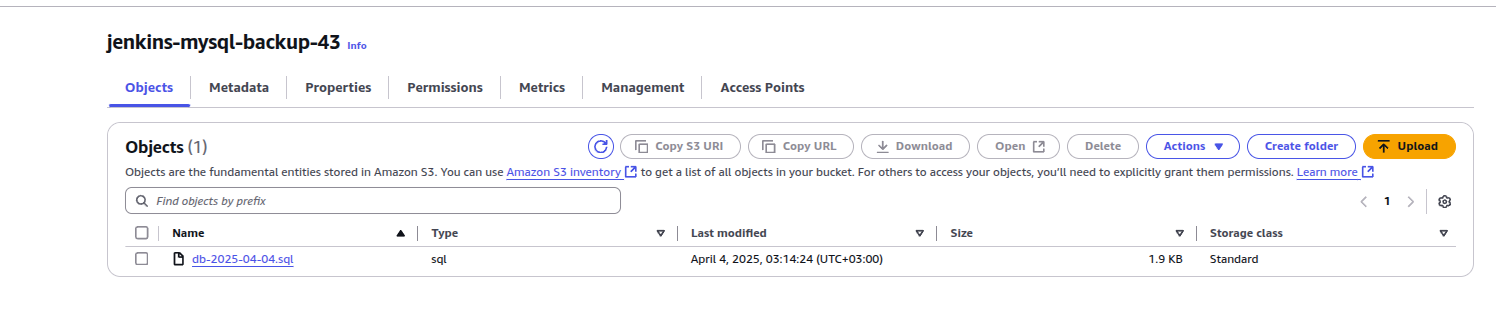 jenkins-mysql-backup-43 Info
Objects Metadata Properties Permissions Metrics Management Access Points
Objects (1) Copy S3 URI Copy URL Download Open Delete Actions Create folder Upload
Objects are the fundamental entities stored in Amazon S3. You can use Amazon S3 inventory to get a list of all objects in your bucket. For others to access your objects, you'll need to explicitly grant them permissions. Learn more
Find objects by prefix 1
Name Type Last modified Size Storage class
db-2025-04-04.sql sql April 4, 2025, 03:14:24 (UTC+03:00) 1.9 KB Standard